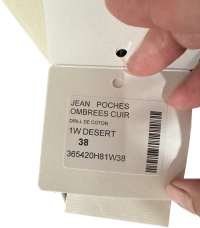 JEAN POCHES
OMBREES CUIR
DRILL DE COTON
1W DESERT
38
365420H81W38